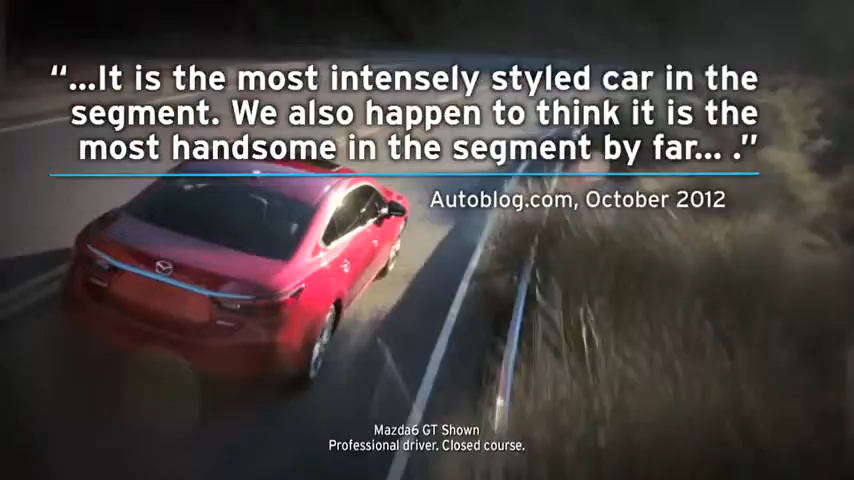 “...It is the most intensely styled car in the
segment. We also happen to think it is the
most handsome in the segment by far... .”
Autoblog.com, October 2012
Mazda6 GT Shown
Professional driver. Closed course.